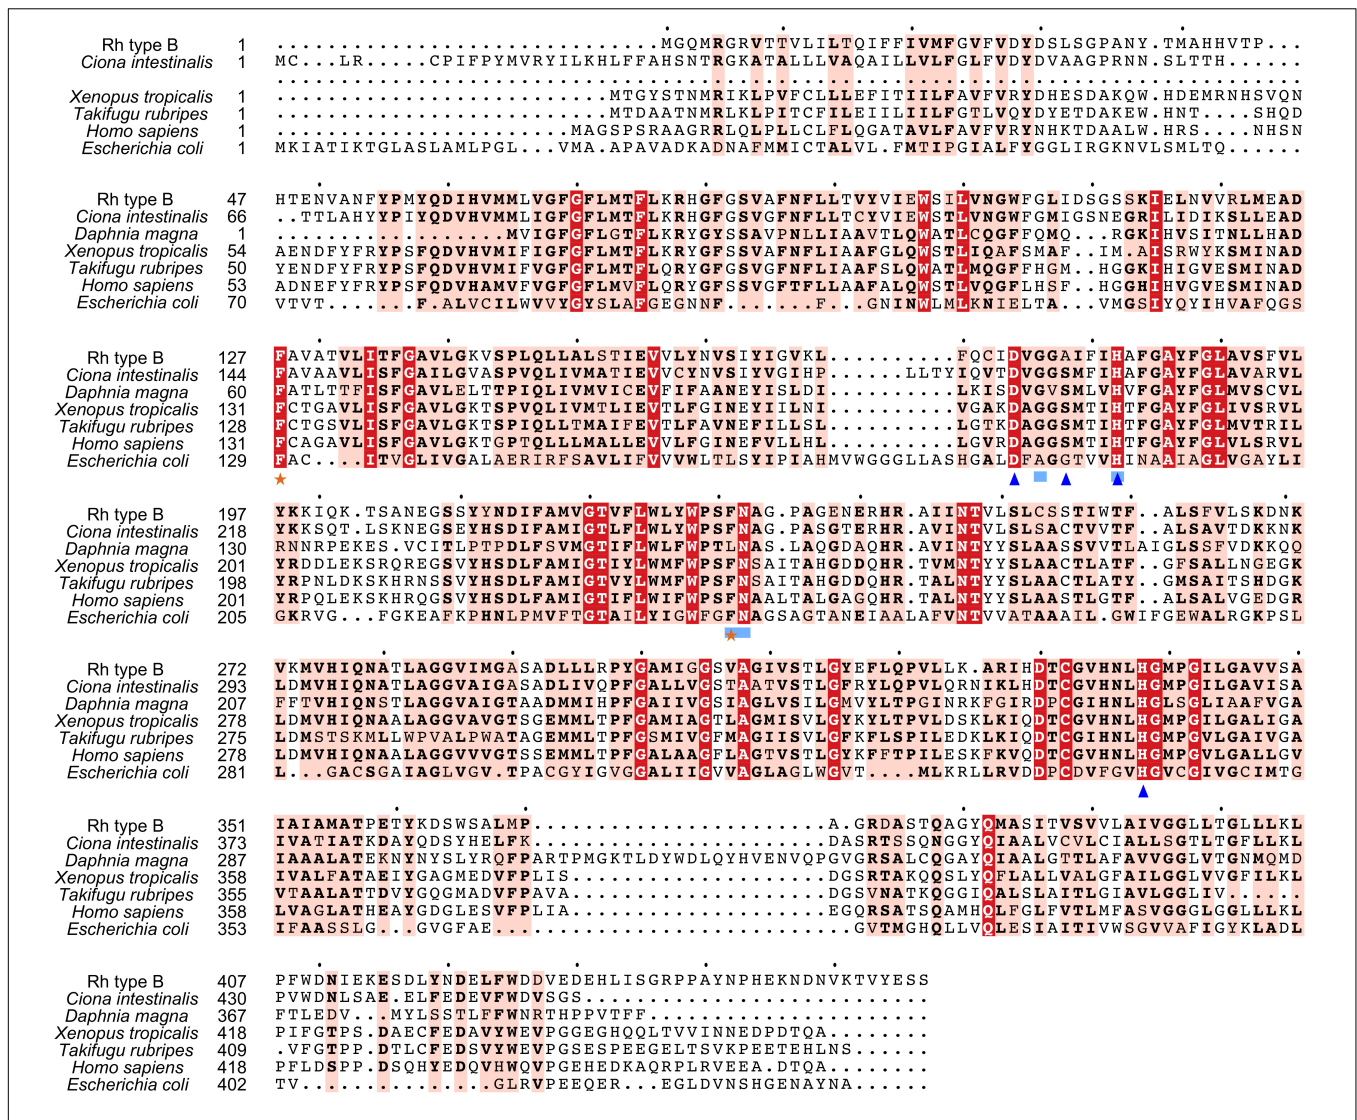 Rh type B 1 .............................MGQMRGRVTTVLILTQIFFIVMFGVFVDYDSLSGPANY.TMAHHVTP...
Ciona intestinalis 1 MC...LR.....CPIFPYMVRYILKHLFFAHSNTRGKATALLLVAQAILLVLFGLFVDYDVAAGPRNN.SLTTH......
................................................................................
Xenopus tropicalis 1 ..........................MTGYSTNMRIKLPVFCLLLEFITIILFAVFVRYDHESDAKQW.HDEMRNHSVQN
Takifugu rubripes 1 ..........................MTDAATNMRLKLPITCFILEIILIILFGTLVQYDYETDAKEW.HNT....SHQD
Homo sapiens 1 .......................MAGSPSRAAGRRLQLPLLCLFLQGATAVLFAVFVRYNHKTDAALW.HRS....NHSN
Escherichia coli 1 MKIATIKTGLASLAMLPGL...VMA.APAVADKADNAFMMICTALVL.FMTIPGIALFYGGLIRGKNVLSMLTQ......
Rh type B 47 HTENVANFYPMYQDIHVMMLVGFGFLMTFLKRHGFGSVAFNFLLTVYVIEWSILVNGWFGLIDSGSSKIELNVVRLMEAD
Ciona intestinalis 66 ..TTLAHYYPIYQDVHVMMLIGFGFLMTFLKRHGFGSVGFNFLLTCYVIEWSTLVNGWFGMIGSNEGRILIDIKSLLEAD
Daphnia magna 1 ..................MVIGFGFLGTFLKRYGYSSAVPNLLIAAVTLQWATLCQGFFQMQ...RGKIHVSITNLLHAD
Xenopus tropicalis 54 AENDFYFRYPSFQDVHVMIFIGFGFLMTFLKRYGFSSVAFNFLIAAFGLQWSTLIQAFSMAF..IM.AISRWYKSMINAD
Takifugu rubripes 50 YENDFYFRYPSFQDVHVMIFVGFGFLMTFLQRYGFSSVGFNFLIAAFSLQWATLMQGFFHGM..HGGKIHIGVESMINAD
Homo sapiens 53 ADNEFYFRYPSFQDVHAMVFVGFGFLMVFLQRYGFSSVGFTFLLAAFALQWSTLVQGFLHSF..HGGHIHVGVESMINAD
Escherichia coli 70 VTVT.......F.ALVCILWVVYGYSLAFGEGNNF.....F...GNINWLMLKNIELTA...VMGSIYQYIHVAFQGS
Rh type B 127 FAVATVLITFGAVLGKVSPLQLLALSTIEVVLYNVSIYIGVKL..........FQCIDVGGAIFIHAFGAYFGLAVSFVL
Ciona intestinalis 144 FAVAAVLISFGAILGVASPVQLIVMATIEVVCYNVSIYVGIHP......LLTYIQVTDVGGSMFIHAFGAYFGLAVARVL
Daphnia magna 60 FATLTTFISFGAVLELTTPIQLIVMVICEVFIFAANEYISLDI..........LKISDVGVSMLVHVFGAYFGLMVSCVL
Xenopus tropicalis 131 FCTGAVLISFGAVLGKTSPVQLIVMTLIEVTLFGINEYIILNI..........VGAKDAGGSMTIHTFGAYFGLIVSRVL
Takifugu rubripes 128 FCTGSVLISFGAVLGKTSPIQLLTMAIFEVTLFAVNEFILLTL..........LGTKDAGGSMTIHTFGAYFGLMVTRIL
Homo sapiens 131 FCAGAVLISFGAVLGKTGPTQLLLMALLEVVLFGINEFVLLHL..........LGVRDAGGSMTIHTFGAYFGLVLSRVL
Escherichia coli 129 FAC....ITVGLIVGALAERIRFSAVLIFVVVWLTLSYIPIAHMVWGGGLLASHGALDFAGGTVVHINAAIAGLVGAYLI
Rh type B 197 YKKIQK.TSANEGSSYYNDIFAMVGTVFLWLYWPSFNAG.PAGENERHR.AIINTVLSLCSSTIWTF..ALSFVLSKDNK
Ciona intestinalis 218 YKKSQT.LSKNEGSEYHSDIFAMIGTLFLWLFWPSFNAG.PASGTERHR.AVINTVLSLSACTVVTF..ALSAVTDKKNK
Daphnia magna 130 RNNRPEKES.VCITLPTPDLFSVMGTIFLWLFWPTLNAS.LAQGDAQHR.AVINTYYSLAASSVVTLAIGLSSFVDKKQQ
Xenopus tropicalis 201 YRDDLEKSRQREGSVYHSDLFAMIGTIFLWMFWPSFNSAITAHGDDQHR.TVMNTYYSLAACTLATF..GFSALLNGEGK
Takifugu rubripes 198 YRPNLDKSKHRNSSVYHSDLFAMIGTVYLWMFWPSFNSAITAHGDDQHR.TALNTYYSLAACTLATY..GMSAITSHDGK
Homo sapiens 201 YRPQLEKSKHRQGSVYHSDLFAMIGTIFLWIFWPSFNAALTALGAGQHR.TALNTYYSLAASTLGTF..ALSALVGEDGR
Escherichia coli 205 GKRVG...FGKEAFKPHNLPMVFTGTAILYIGWFGFNAGSAGTANEIAALAFVNTVVATAAAIL.GWIFGEWALRGKPSL
Rh type B 272 VKMVHIQNATLAGGVIMGASADLLLRPYGAMIGGSVAGIVSTLGYEFLQPVLLK.ARIHDTCGVHNLHGMPGILGAVVSA
Ciona intestinalis 293 LDMVHIQNATLAGGVAIGASADLIVQPFGALLVGSTAATVSTLGFRYLQPVLQRNIKLHDTCGVHNLHGMPGILGAVISA
Daphnia magna 207 FFTVHIQNSTLAGGVAIGTAADMMIHPFGAIIVGSIAGLVSILGMVYLTPGINRKFGIRDPCGIHNLHGLSGLIAAFVGA
Xenopus tropicalis 278 LDMVHIQNAALAGGVAVGTSGEMMLTPFGAMIAGTLAGMISVLGYKYLTPVLDSKLKIQDTCGVHNLHGMPGILGALIGA
Takifugu rubripes 275 LDMSTSKMLLWPVALPWATAGEMMLTPFGSMIVGFMAGIISVLGFKFLSPILEDKLKIQDTCGIHNLHGMPGVLGAIVGA
Homo sapiens 278 LDMVHIQNAALAGGVVVGTSSEMMLTPFGALAAGFLAGTVSTLGYKFFTPILESKFKVQDTCGVHNLHGMPGVLGALLGV
Escherichia coli 281 L...GACSGAIAGLVGV.TPACGYIGVGGALIIGVVAGLAGLWGVT....MLKRLLRVDDPCDVFGVHGVCGIVGCIMTG
Rh type B 351 IAIAMATPETYKDSWSALMP.......................A.GRDASTQAGYQMASITVSVVLAIVGGLLTGLLLKL
Ciona intestinalis 373 IVATIATKDAYQDSYHELFK.......................DASRTSSQNGGYQIAALVCVLCIALLSGTLTGFLLKL
Daphnia magna 287 IAAALATEKNYNYSLYRQFPARTPMGKTLDYWDLQYHVENVQPGVGRSALCQGAYQIAALGTTLAFAVVGGLVTGNMQMD
Xenopus tropicalis 358 IVALFATAEIYGAGMEDVFPLIS....................DGSRTAKQQSLYQFLALLVALGFAILGGLVVGFILKL
Takifugu rubripes 355 VTAALATTDVYGQGMADVFPAVA....................DGSVNATKQGGIQALSLAITLGIAVLGGLIV......
Homo sapiens 358 LVAGLATHEAYGDGLESVFPLIA....................EGQRSATSQAMHQLFGLFVTLMFASVGGGLGGLLLKL
Escherichia coli 353 IFAASSLG...GVGFAE............................GVTMGHQLLVQLESIAITIVWSGVVAFIGYKLADL
Rh type B 407 PFWDNIEKESDLYNDELFWDDVEDEHLISGRPPAYNPHEKNDNVKTVYESS
Ciona intestinalis 430 PVWDNLSAE.ELFEDEVFWDVSGS...........................
Daphnia magna 367 FTLEDV...MYLSSTLFFWNRTHPPVTFF......................
Xenopus tropicalis 418 PIFGTPS.DAECFEDAVYWEVPGGEGHQQLTVVINNEDPDTQA........
Takifugu rubripes 409 .VFGTPP.DTLCFEDSVYWEVPGSESPEEGELTSVKPEETEHLNS......
Homo sapiens 418 PFLDSPP.DSQHYEDQVHWQVPGEHEDKAQRPLRVEEA.DTQA........
Escherichia coli 402 TV...............GLRVPEEQER...EGLDVNSHGENAYNA......